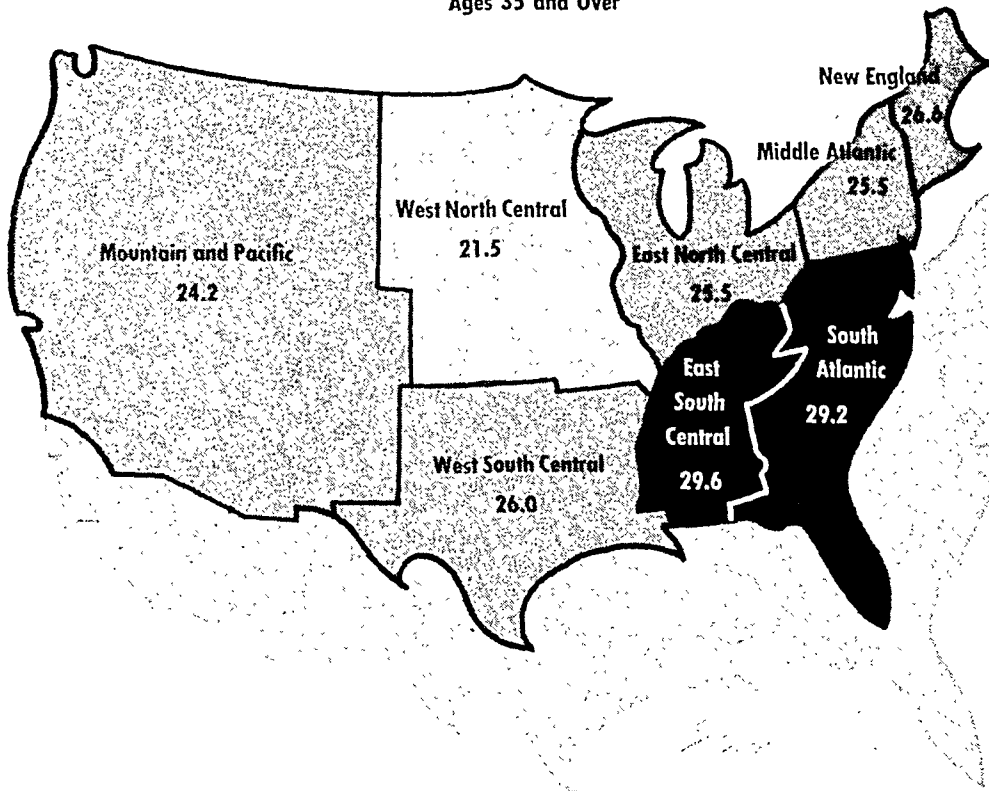 Ages 35 and Over
New England
26.6
Middle Atlantic
25.5
West North Central
21.5
Mountain and Pacific
24.2
East North Central
25.5
South
Atlantic
29.2
East
South
Central
29.6
West South Central
26.0